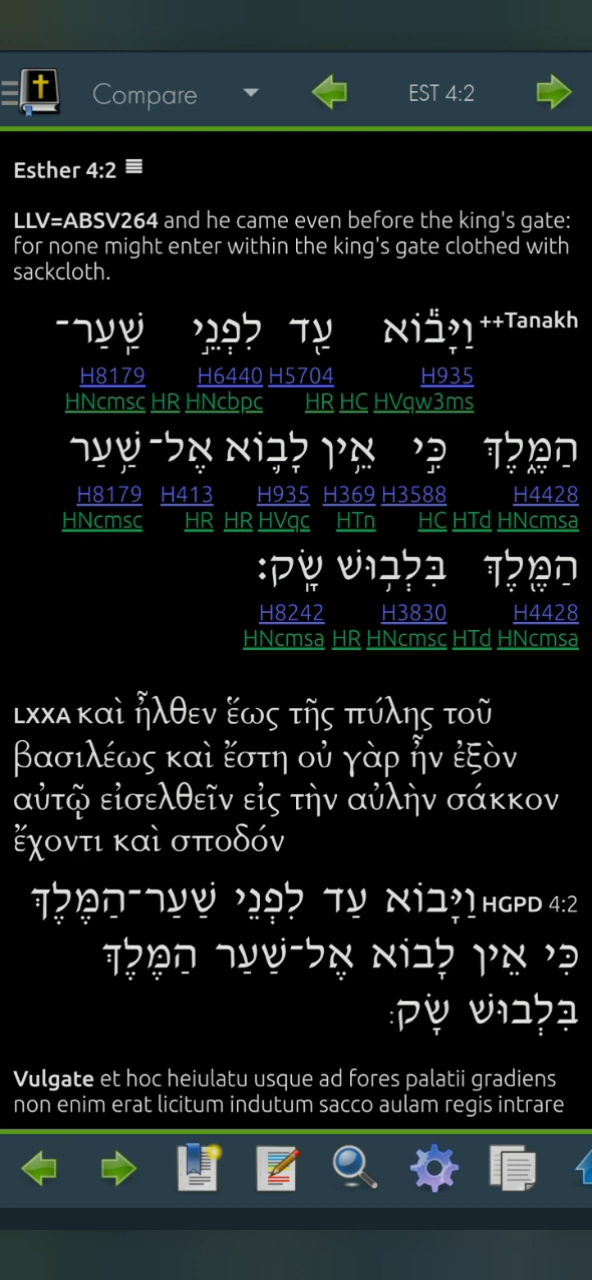 Compare EST 4:2
Esther 4:2
LLV=ABSV264 and he came even before the king's gate:
for none might enter within the king's gate clothed with
sackcloth.
++Tanakh וַיָּב֕וֹא עַ֖ד לִפְנֵ֣י שַֽׁעַר־
H8179 H6440 H5704 H935
HNcmsc HR HNcbpc HR HC HVqw3ms
הַמֶּ֑לֶךְ כִּ֣י אֵ֥ין לָב֛וֹא אֶל־ שַׁ֥עַר
H8179 H413 H935 H369 H3588 H4428
HNcmsc HR HR HVqc HTn HC HTd HNcmsa
הַמֶּ֖לֶךְ בִּלְב֥וּשׁ שָֽׂק׃
H8242 H3830 H4428
HNcmsa HR HNcmsc HTd HNcmsa
LXXA καὶ ἦλθεν ἕως τῆς πύλης τοῦ
βασιλέως καὶ ἔστη οὐ γὰρ ἦν ἐξὸν
αὐτῷ εἰσελθεῖν εἰς τὴν αὐλὴν σάκκον
ἔχοντι καὶ σποδόν
HGPD 4:2 וַיָּבוֹא עַד לִפְנֵי שַׁעַר־הַמֶּלֶךְ
כִּי אֵין לָבוֹא אֶל־שַׁעַר הַמֶּלֶךְ
בִּלְבוּשׁ שָׂק׃
Vulgate et hoc heiulatu usque ad fores palatii gradiens
non enim erat licitum indutum sacco aulam regis intrare